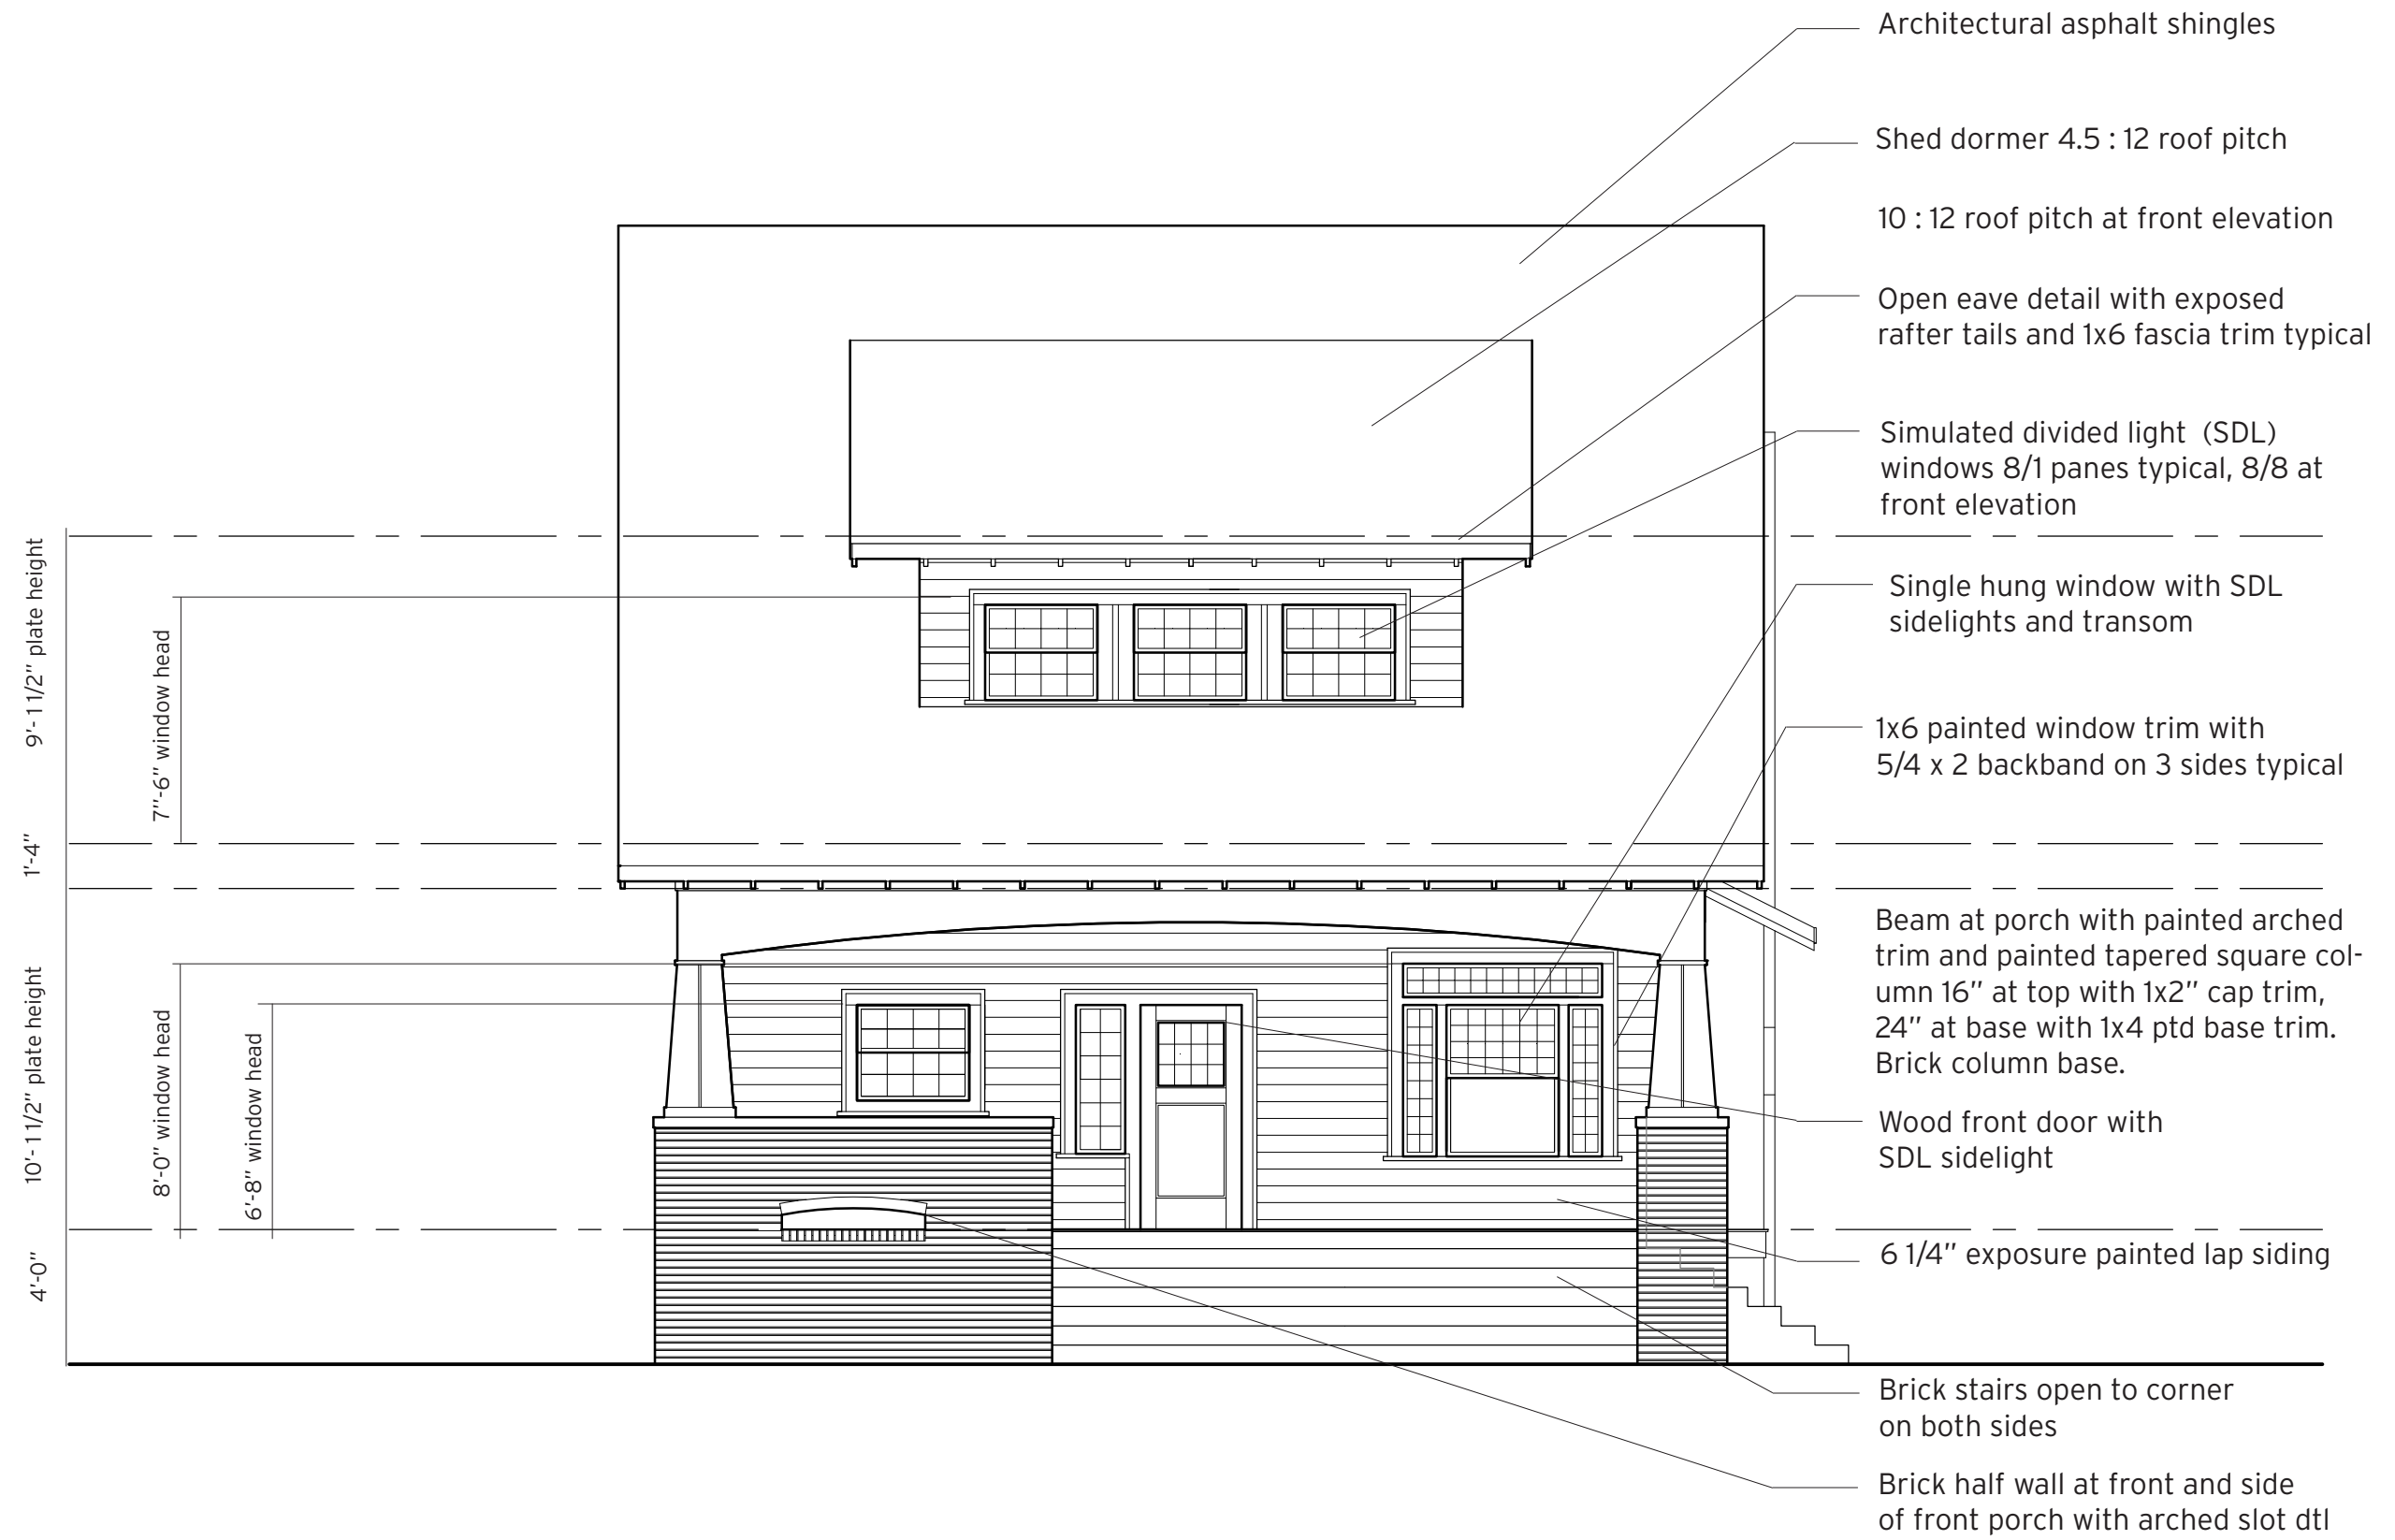 Architectural asphalt shingles
Shed dormer 4.5 : 12 roof pitch
10 : 12 roof pitch at front elevation
Open eave detail with exposed
rafter tails and 1x6 fascia trim typical
Simulated divided light (SDL)
windows 8/1 panes typical, 8/8 at
front elevation
Single hung window with SDL
sidelights and transom
1x6 painted window trim with
5/4 x 2 backband on 3 sides typical
Beam at porch with painted arched
trim and painted tapered square col-
umn 16" at top with 1x2" cap trim,
24" at base with 1x4 ptd base trim.
Brick column base.
Wood front door with
SDL sidelight
6 1/4" exposure painted lap siding
Brick stairs open to corner
on both sides
Brick half wall at front and side
of front porch with arched slot dtl
9'- 1 1/2" plate height
7"-6" window head
1'-4"
10'- 1 1/2" plate height
8'-0" window head
6'-8" window head
4'-0"